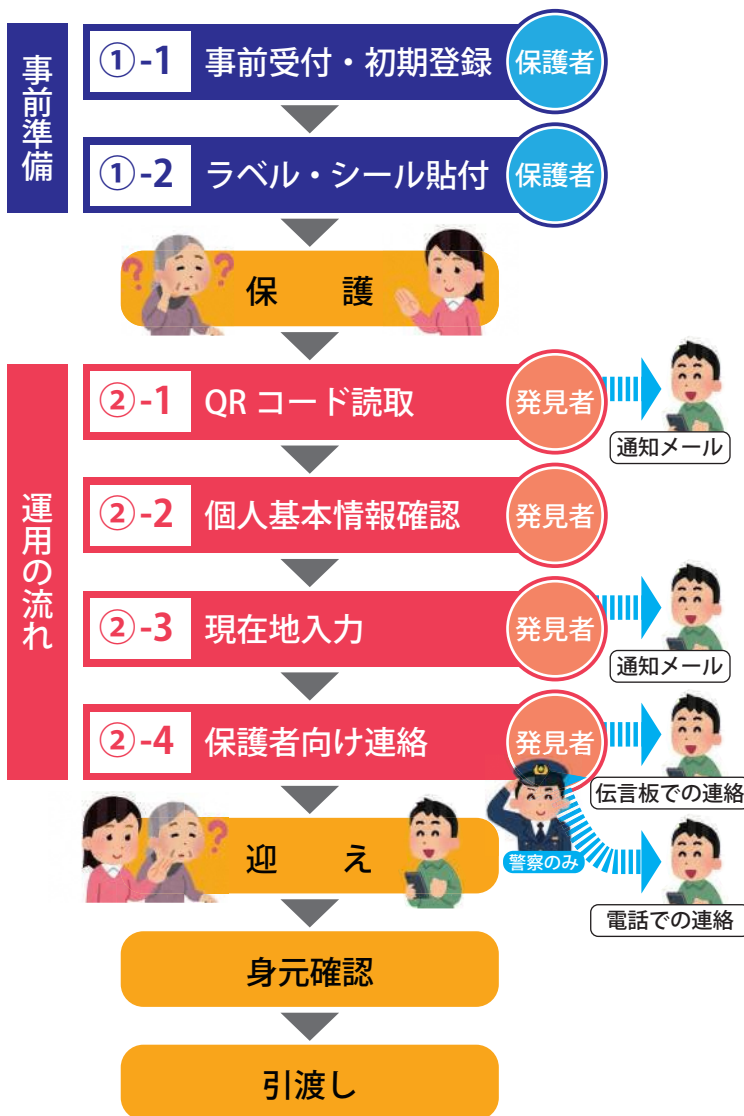 事前準備
①-1 事前受付・初期登録 保護者
①-2 ラベル・シール貼付 保護者
? ?
保 護
運用の流れ
②-1 QRコード読取 発見者
通知メール
②-2 個人基本情報確認 発見者
②-3 現在地入力 発見者
通知メール
②-4 保護者向け連絡 発見者
伝言板での連絡
警察のみ
電話での連絡
?
迎 え
身元確認
引渡し